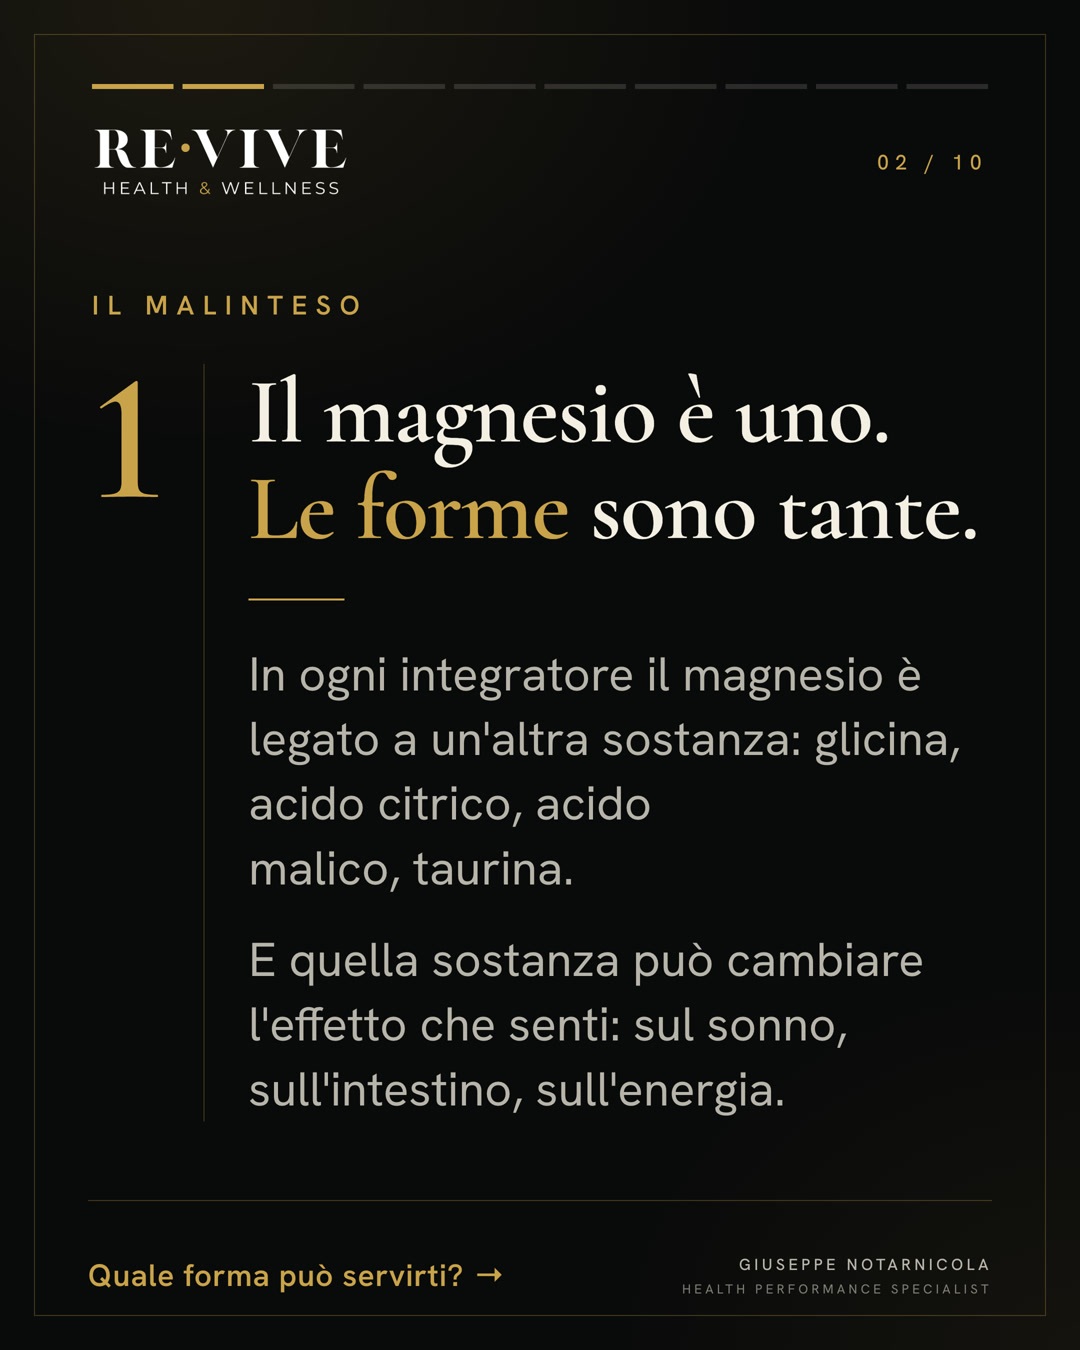 RE·VIVE
HEALTH & WELLNESS
02 / 10
IL MALINTESO
1
Il magnesio è uno.
Le forme sono tante.
In ogni integratore il magnesio è
legato a un'altra sostanza: glicina,
acido citrico, acido
malico, taurina.
E quella sostanza può cambiare
l'effetto che senti: sul sonno,
sull'intestino, sull'energia.
Quale forma può servirti? →
GIUSEPPE NOTARNICOLA
HEALTH PERFORMANCE SPECIALIST